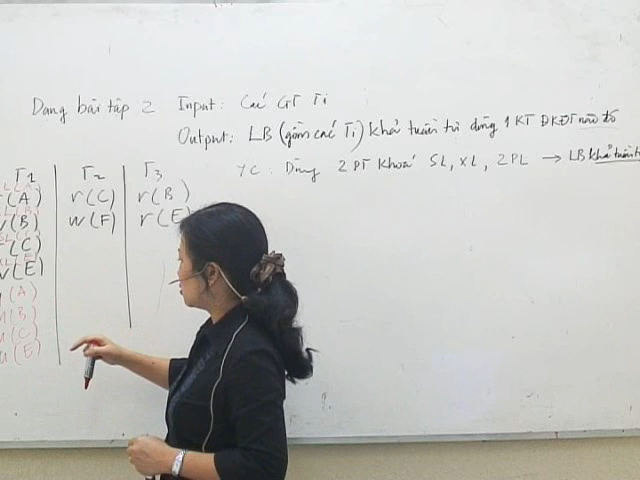 Dạng bài tập 2 Input: Các GT Ti
Output: LB (gồm các Ti) khả tuần tự dùng 1 KT ĐKĐT nào đó
YC: Dùng 2 PT khoá SL, XL, 2PL → LB khả tuần t
T1 T2 T3
(A) r(C) r(B)
(B) w(F) r(E
(C)
(E)
(A)
(B)
(C)
(E)